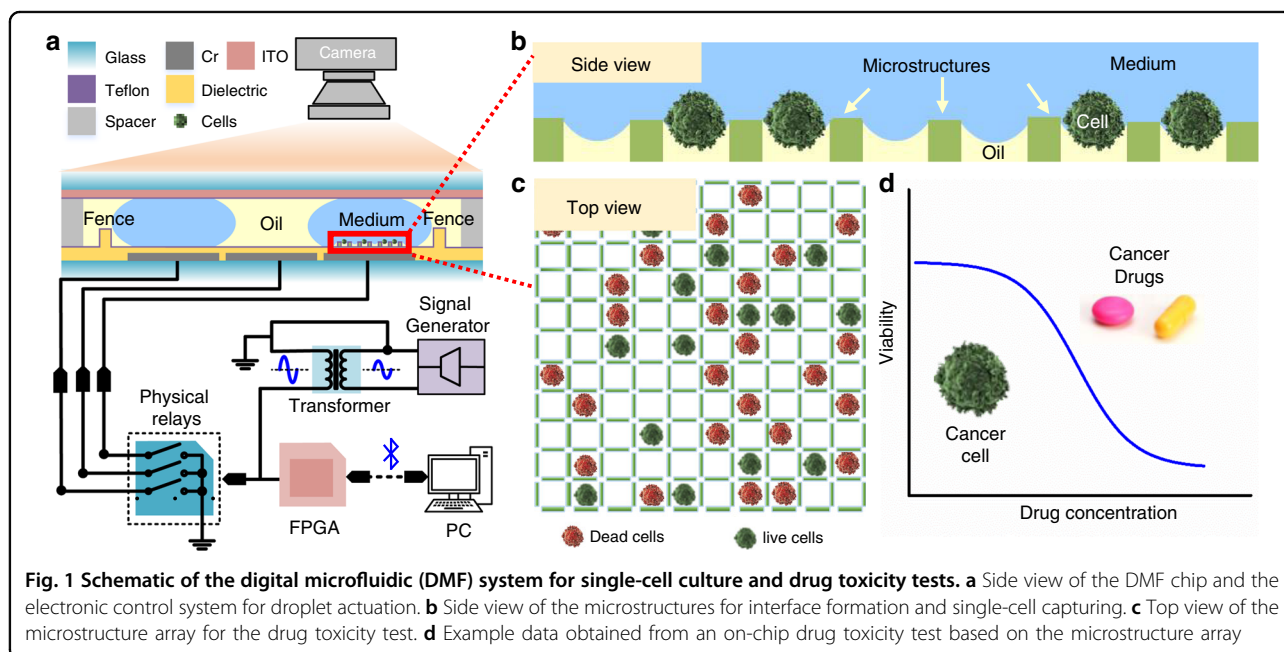 a
Camera
Glass
Cr
ITO
Teflon
Dielectric
Spacer
Cells
Fence
Oil
Medium
Fence
Signal
Generator
Transformer
Physical
relays
FPGA
PC
b
Side view
Microstructures
Medium
Cell
Oil
c
Top view
Dead cells
live cells
d
Viability
Cancer
Drugs
Cancer
cell
Drug concentration
Fig. 1 Schematic of the digital microfluidic (DMF) system for single-cell culture and drug toxicity tests. a Side view of the DMF chip and the
electronic control system for droplet actuation. b Side view of the microstructures for interface formation and single-cell capturing. c Top view of the
microstructure array for the drug toxicity test. d Example data obtained from an on-chip drug toxicity test based on the microstructure array